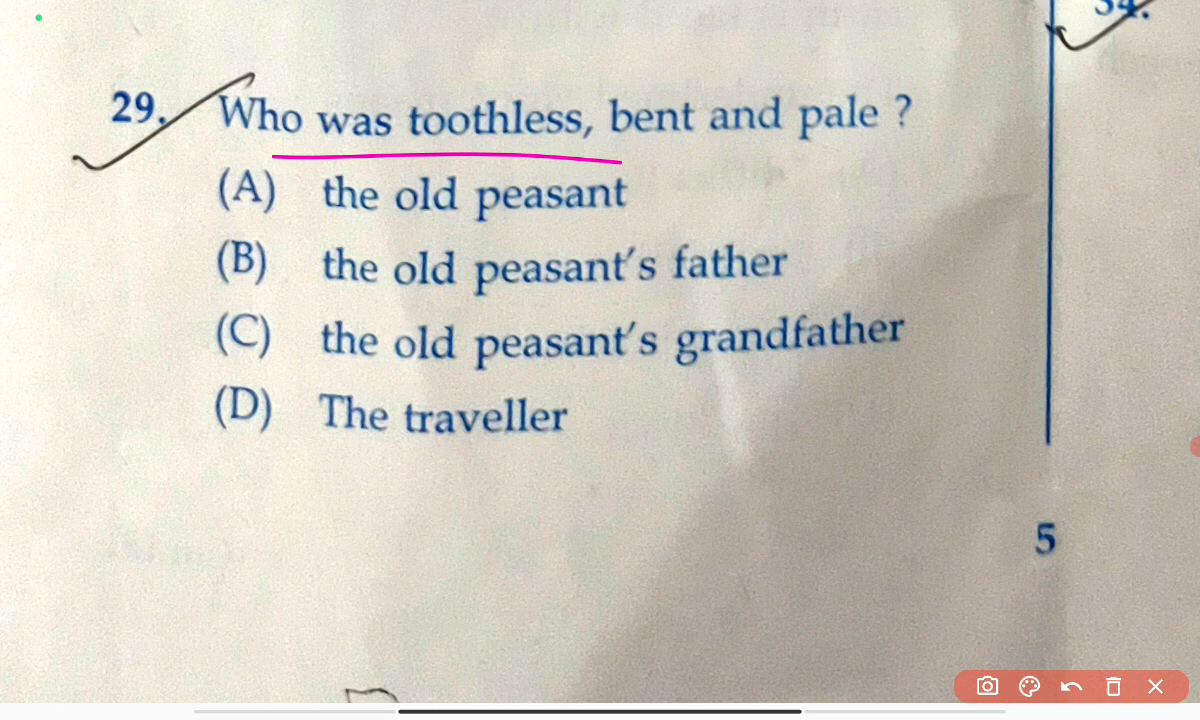 34.
29. Who was toothless, bent and pale ?
(A) the old peasant
(B) the old peasant's father
(C) the old peasant's grandfather
(D) The traveller
5